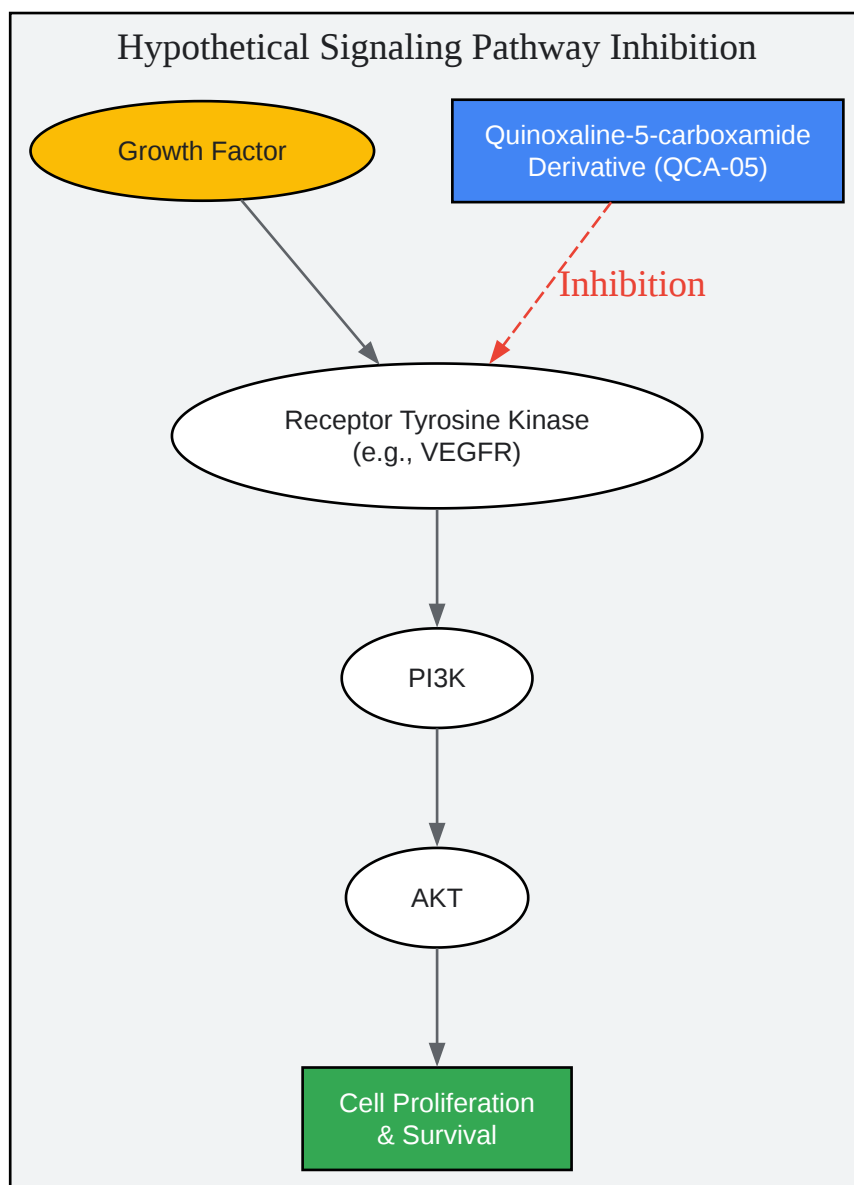 Hypothetical Signaling Pathway Inhibition
Growth Factor
Quinoxaline-5-carboxamide
Derivative (QCA-05)
Inhibition
Receptor Tyrosine Kinase
(e.g., VEGFR)
PI3K
AKT
Cell Proliferation
& Survival